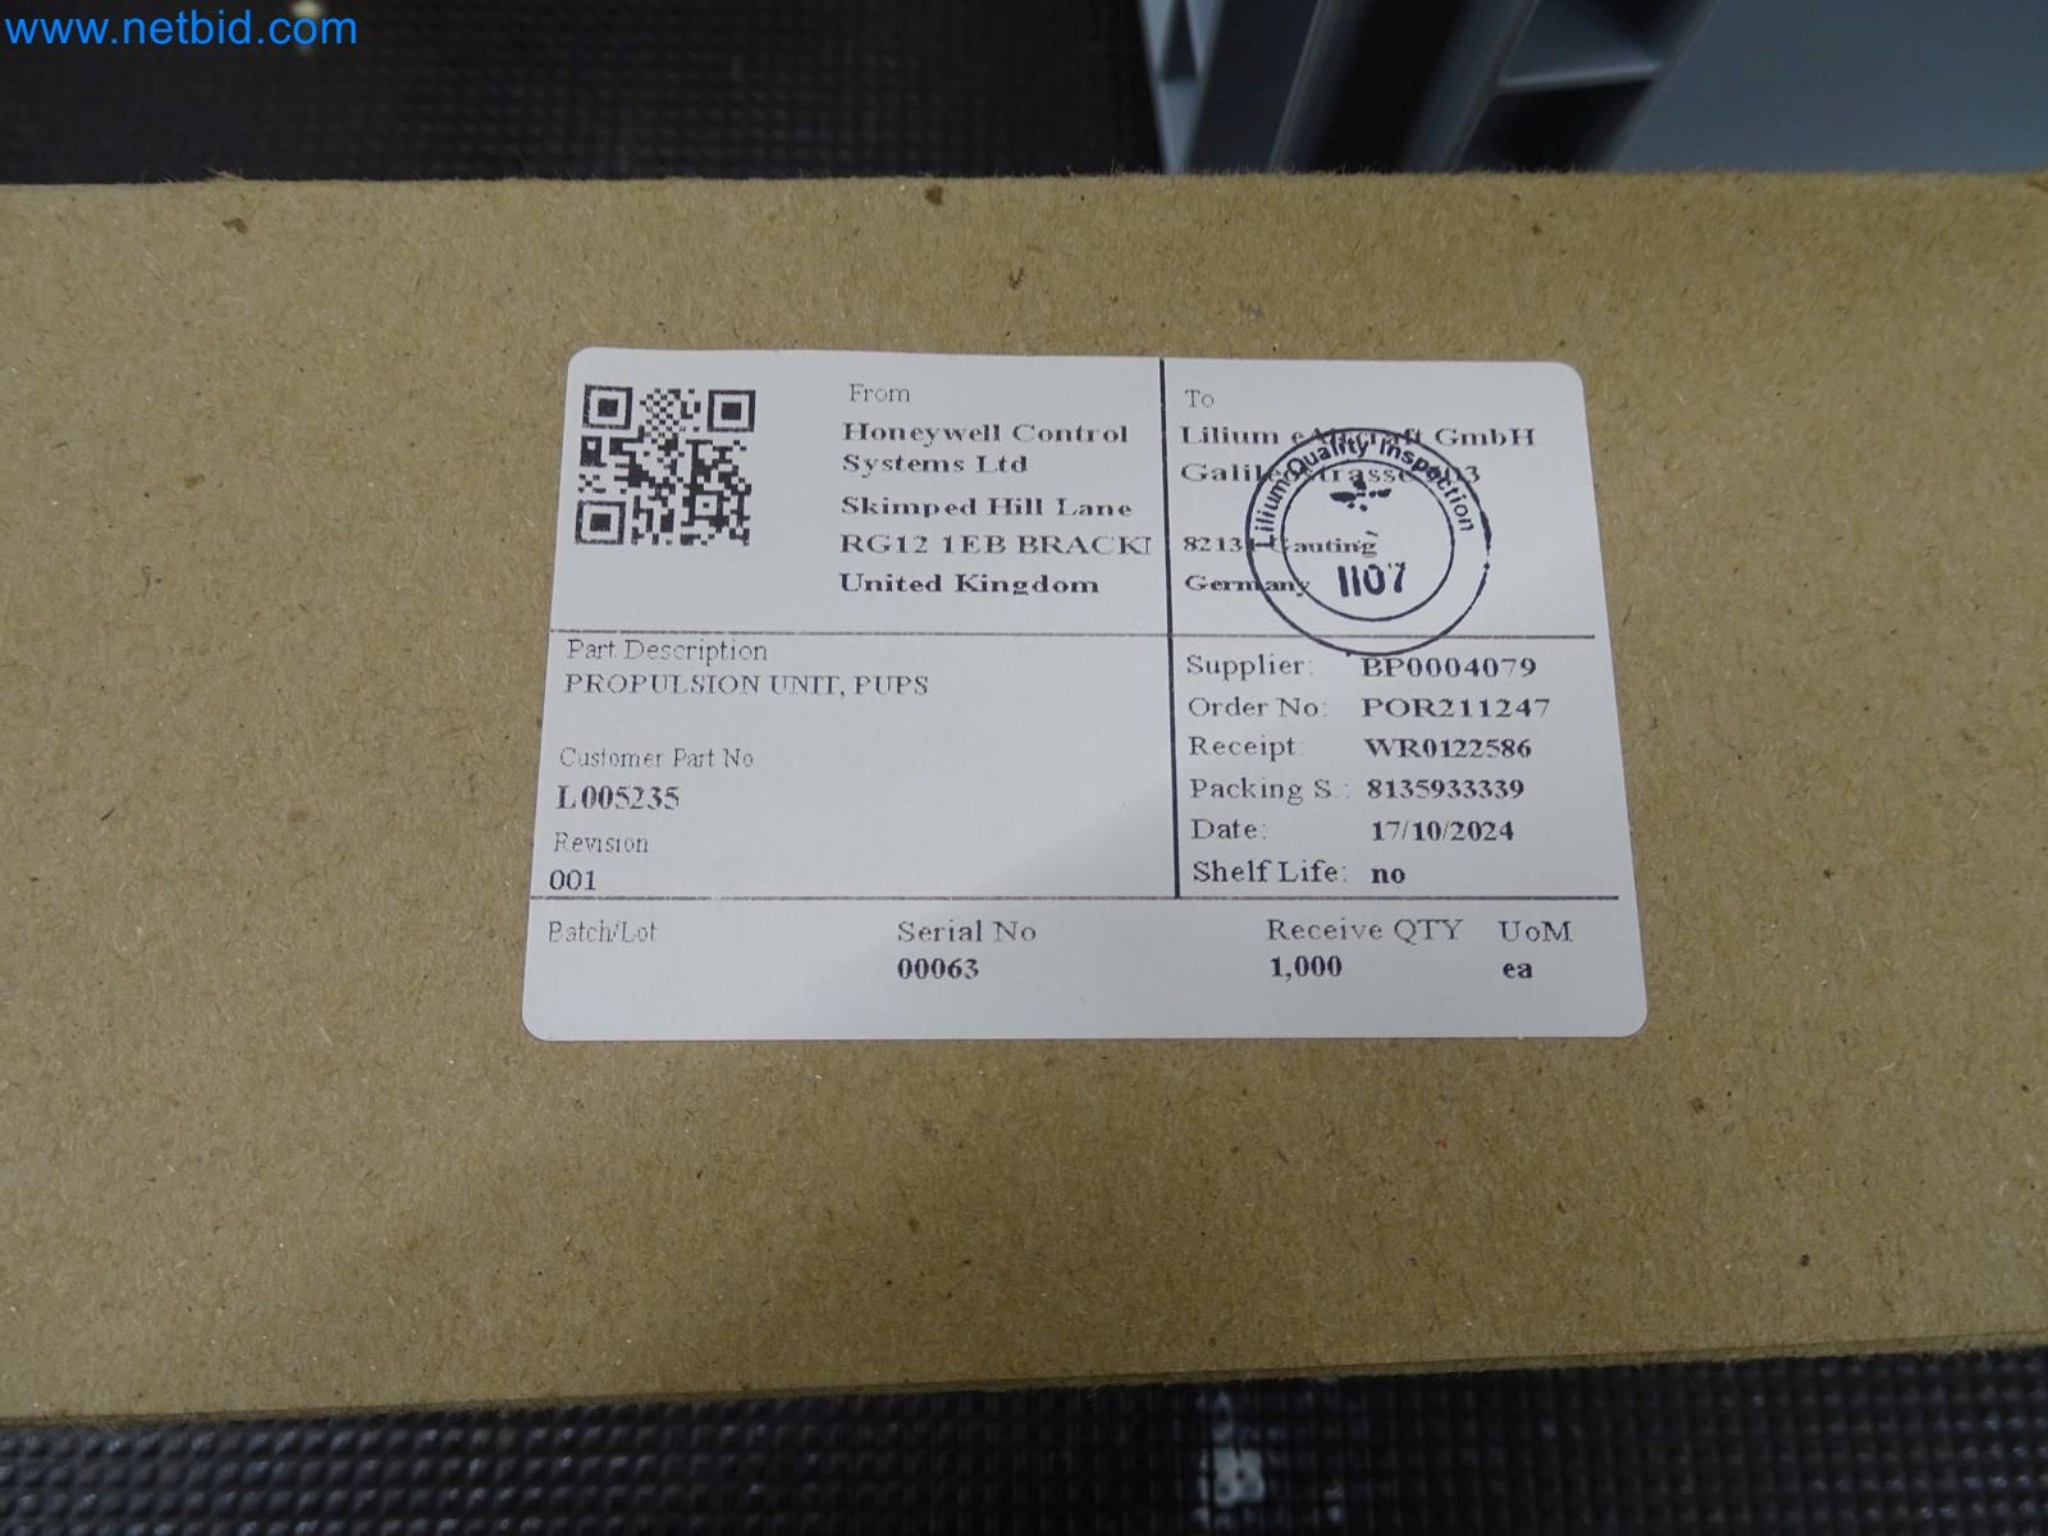 www.netbid.com
From
Honeywell Control
Systems Ltd
Skimped Hill Lane
RG12 1EB BRACKI
United Kingdom
To
Lilium eAircraft GmbH
Germany
Lilium Quality Inspection
1107
Part Description
PROPULSION UNIT, PUPS
Customer Part No
L005235
Revision
001
Supplier: BP0004079
Order No: POR211247
Receipt: WR0122586
Packing S.: 8135933339
Date: 17/10/2024
Shelf Life: no
Batch/Lot
Serial No
00063
Receive QTY
1,000
UoM
ea